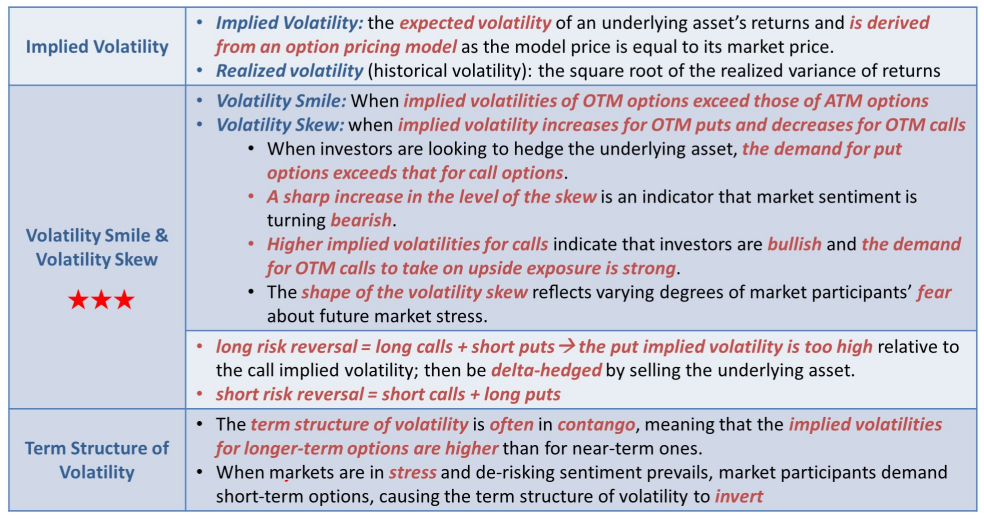 Implied Volatility
• Implied Volatility: the expected volatility of an underlying asset's returns and is derived
from an option pricing model as the model price is equal to its market price.
• Realized volatility (historical volatility): the square root of the realized variance of returns
Volatility Smile &
Volatility Skew
★★★
• Volatility Smile: When implied volatilities of OTM options exceed those of ATM options
• Volatility Skew: when implied volatility increases for OTM puts and decreases for OTM calls
• When investors are looking to hedge the underlying asset, the demand for put
options exceeds that for call options.
• A sharp increase in the level of the skew is an indicator that market sentiment is
turning bearish.
• Higher implied volatilities for calls indicate that investors are bullish and the demand
for OTM calls to take on upside exposure is strong.
• The shape of the volatility skew reflects varying degrees of market participants' fear
about future market stress.
• long risk reversal = long calls + short puts → the put implied volatility is too high relative to
the call implied volatility; then be delta-hedged by selling the underlying asset.
• short risk reversal = short calls + long puts
Term Structure of
Volatility
• The term structure of volatility is often in contango, meaning that the implied volatilities
for longer-term options are higher than for near-term ones.
• When markets are in stress and de-risking sentiment prevails, market participants demand
short-term options, causing the term structure of volatility to invert